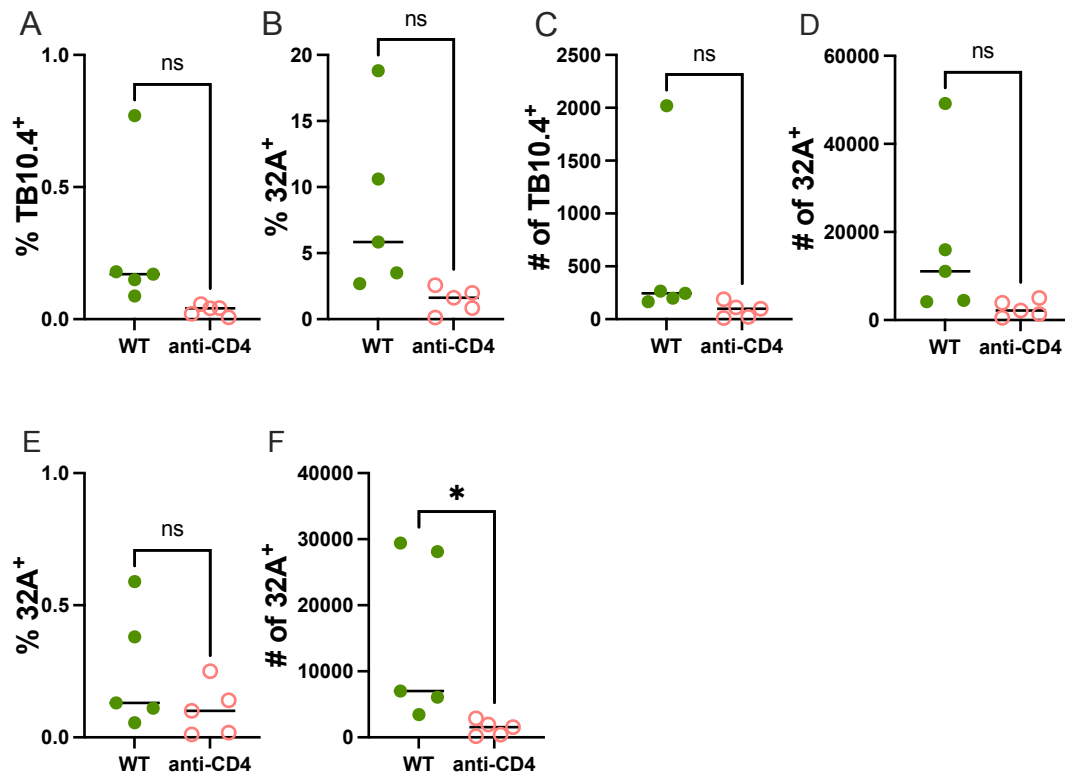 A
ns
1.0
0.5
0.0
% TB10.4+
WT anti-CD4
B
ns
20
15
10
5
0
% 32A+
WT anti-CD4
C
ns
2500
2000
1500
1000
500
0
# of TB10.4+
WT anti-CD4
D
ns
60000
40000
20000
0
# of 32A+
WT anti-CD4
E
ns
1.0
0.5
0.0
% 32A+
WT anti-CD4
F
*
40000
30000
20000
10000
0
# of 32A+
WT anti-CD4